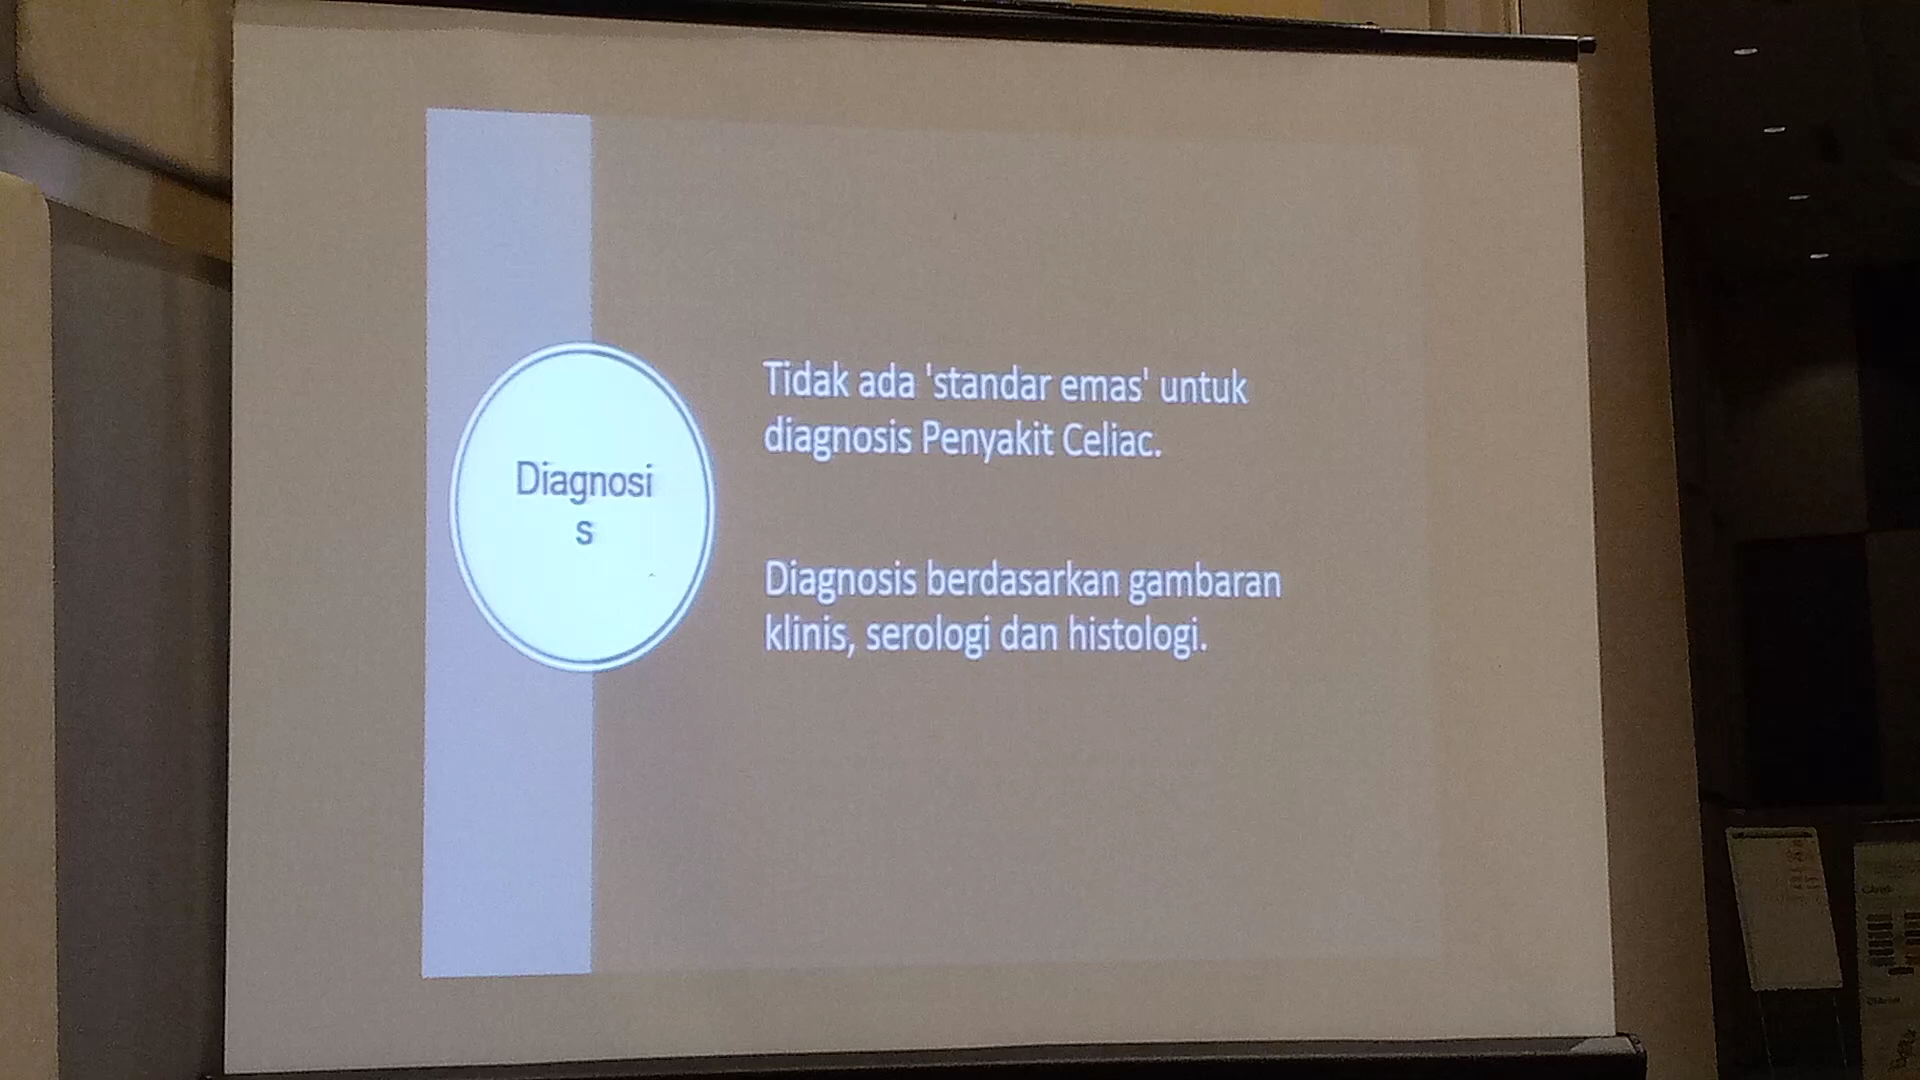 Diagnosi
s
Tidak ada 'standar emas' untuk
diagnosis Penyakit Celiac.
Diagnosis berdasarkan gambaran
klinis, serologi dan histologi.